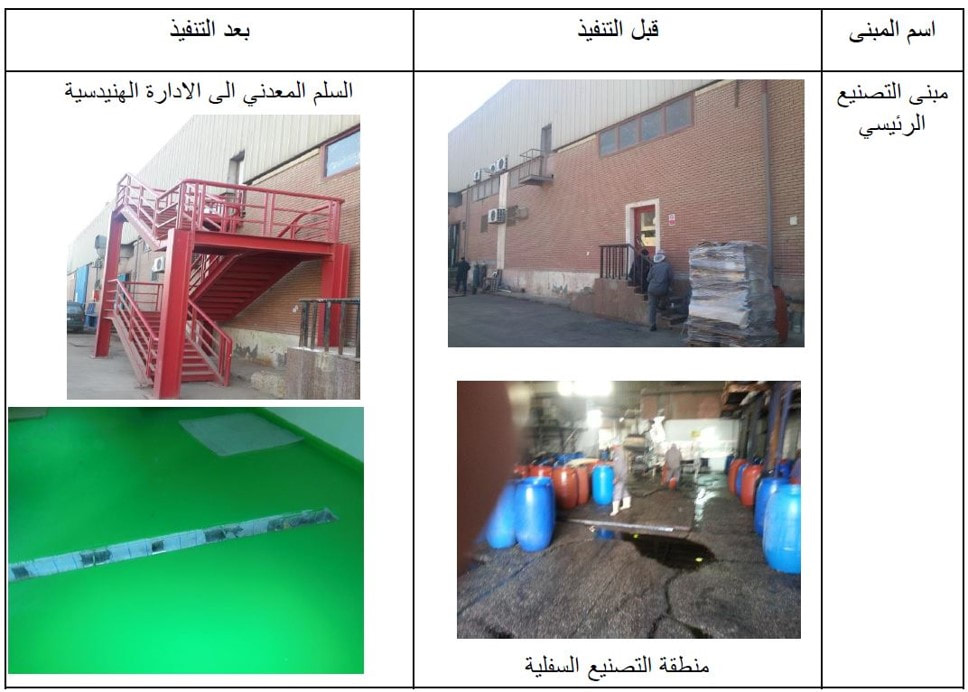 اسم المبنى
قبل التنفيذ
بعد التنفيذ
مبنى التصنيع
الرئيسي
السلم المعدني الى الادارة الهنيدسية
منطقة التصنيع السفلية